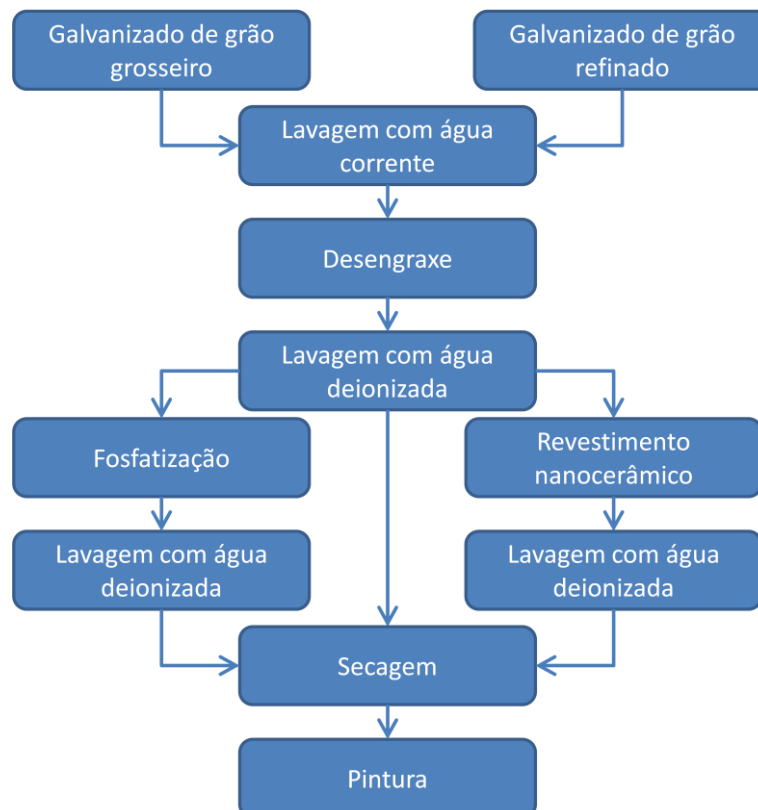 Galvanizado de grão
grosseiro
Galvanizado de grão
refinado
Lavagem com água
corrente
Desengraxe
Lavagem com água
deionizada
Fosfatização
Revestimento
nanocerâmico
Lavagem com água
deionizada
Lavagem com água
deionizada
Secagem
Pintura